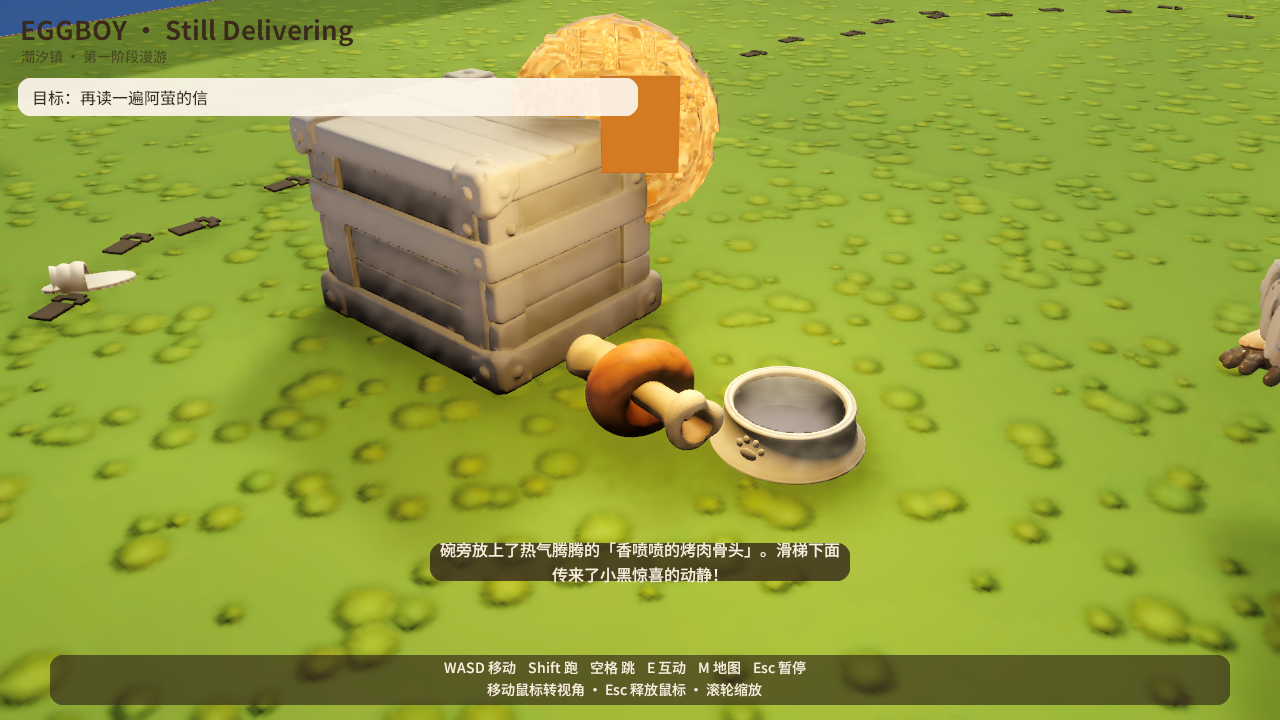 EGGBOY · Still Delivering
潮汐镇 · 第一阶段漫游
目标：再读一遍阿萤的信
碗旁放上了热气腾腾的「香喷喷的烤肉骨头」。滑梯下面
传来了小黑惊喜的动静！
WASD 移动 Shift 跑 空格 跳 E 互动 M 地图 Esc 暂停
移动鼠标转视角 · Esc 释放鼠标 · 滚轮缩放